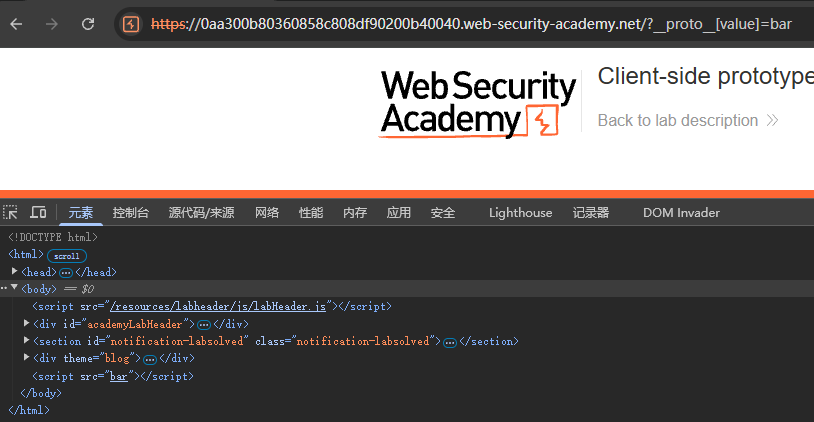 https://0aa300b80360858c808df90200b40040.web-security-academy.net/?__proto__[value]=bar
WebSecurity
Academy
Client-side prototype
Back to lab description
元素 控制台 源代码/来源 网络 性能 内存 应用 安全 Lighthouse 记录器 DOM Invader
<!DOCTYPE html>
<html> scroll
<head> ··· </head>
··· <body> == $0
<script src="/resources/labheader/js/labHeader.js"></script>
<div id="academyLabHeader"> ··· </div>
<section id="notification-labsolved" class="notification-labsolved"> ··· </section>
<div theme="blog"> ··· </div>
<script src="bar"></script>
</body>
</html>